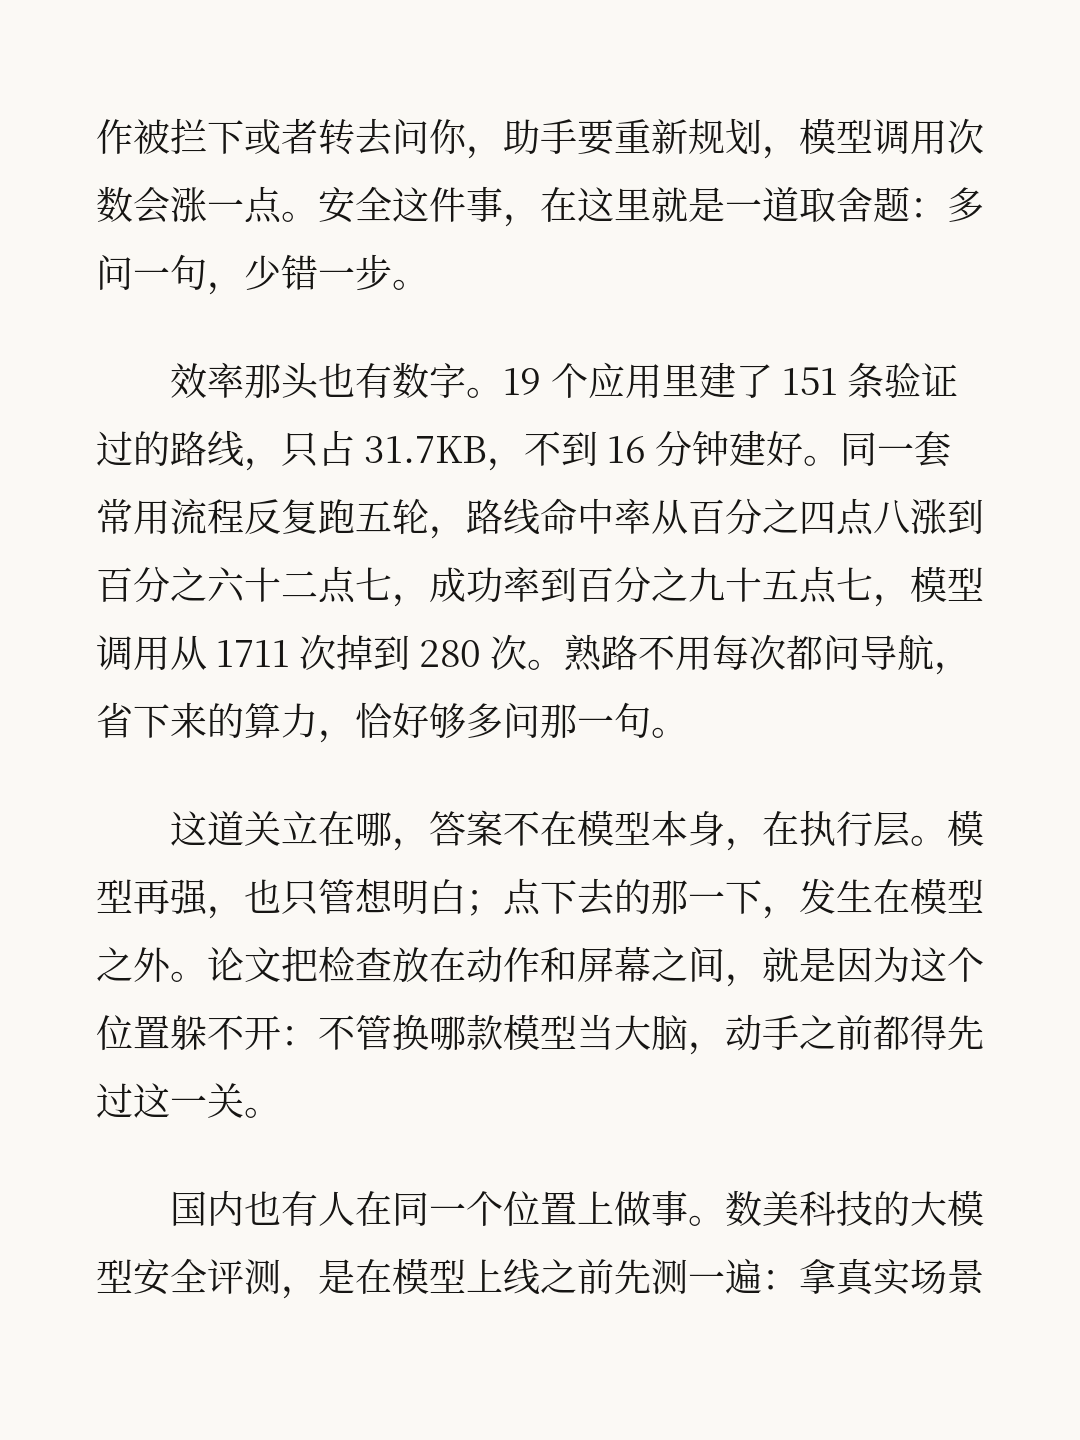 作被拦下或者转去问你，助手要重新规划，模型调用次
数会涨一点。安全这件事，在这里就是一道取舍题：多
问一句，少错一步。
效率那头也有数字。19 个应用里建了 151 条验证
过的路线，只占 31.7KB，不到 16 分钟建好。同一套
常用流程反复跑五轮，路线命中率从百分之四点八涨到
百分之六十二点七，成功率到百分之九十五点七，模型
调用从 1711 次掉到 280 次。熟路不用每次都问导航，
省下来的算力，恰好够多问那一句。
这道关立在哪，答案不在模型本身，在执行层。模
型再强，也只管想明白；点下去的那一下，发生在模型
之外。论文把检查放在动作和屏幕之间，就是因为这个
位置躲不开：不管换哪款模型当大脑，动手之前都得先
过这一关。
国内也有人在同一个位置上做事。数美科技的大模
型安全评测，是在模型上线之前先测一遍：拿真实场景